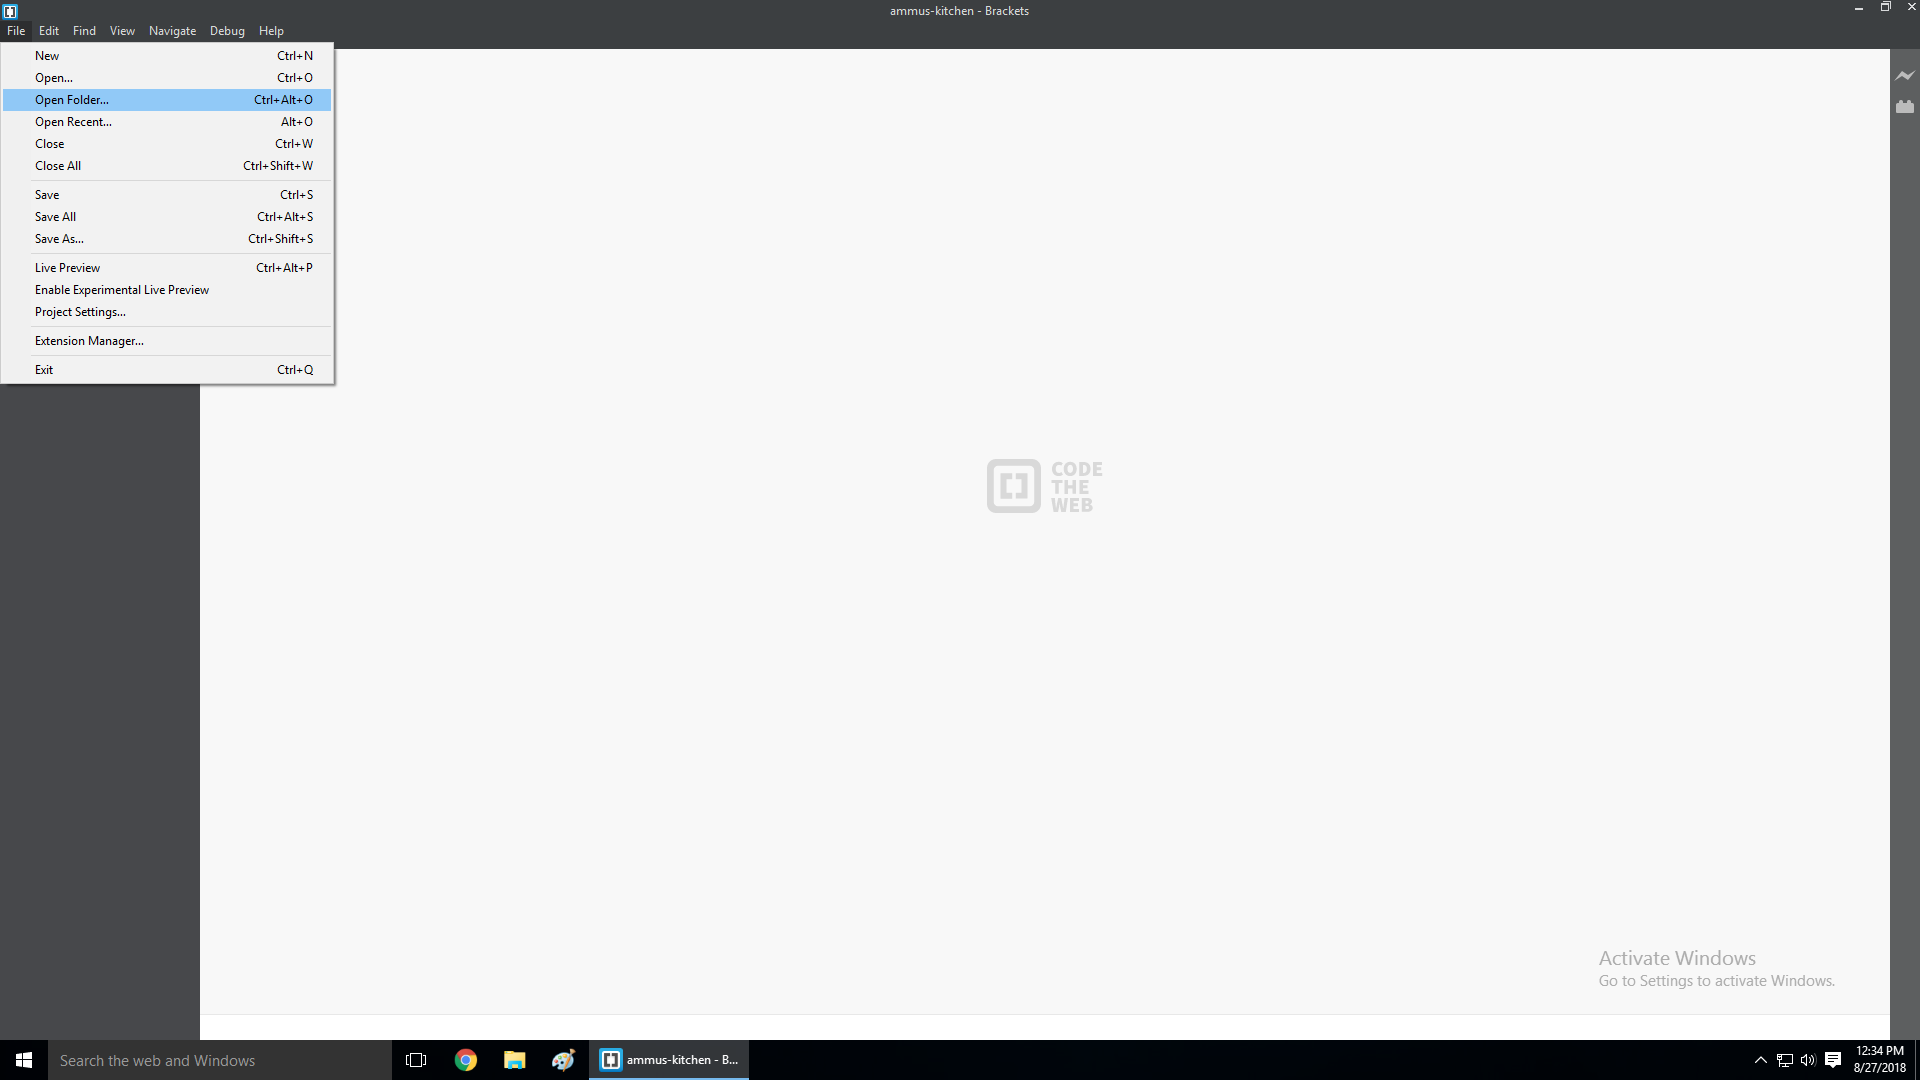 ammus-kitchen - Brackets
File Edit Find View Navigate Debug Help
New Ctrl+N
Open... Ctrl+O
Open Folder... Ctrl+Alt+O
Open Recent... Alt+O
Close Ctrl+W
Close All Ctrl+Shift+W
Save Ctrl+S
Save All Ctrl+Alt+S
Save As... Ctrl+Shift+S
Live Preview Ctrl+Alt+P
Enable Experimental Live Preview
Project Settings...
Extension Manager...
Exit Ctrl+Q
CODE
THE
WEB
Activate Windows
Go to Settings to activate Windows.
Search the web and Windows
ammus-kitchen - B...
12:34 PM
8/27/2018